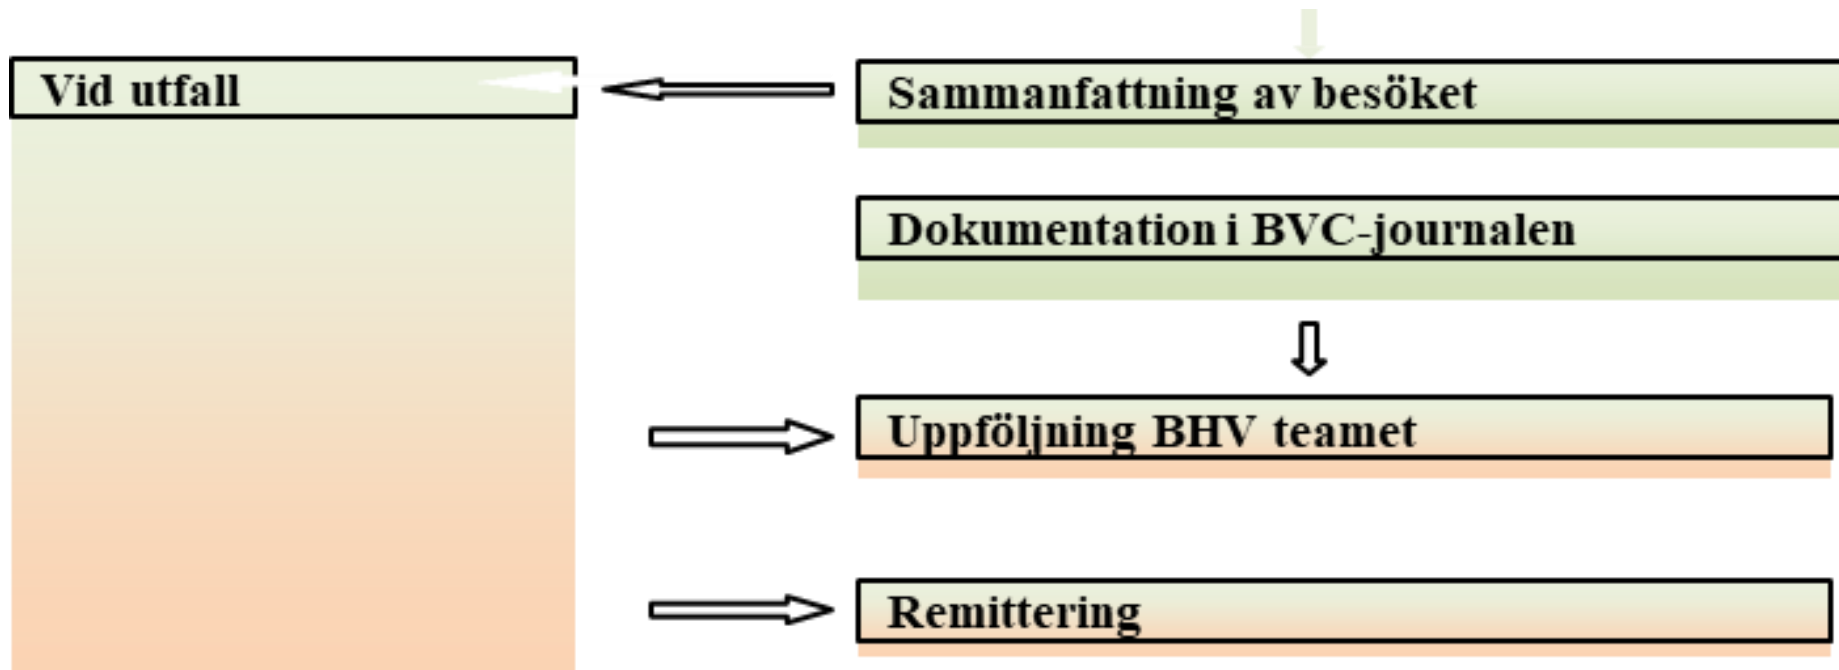 Vid utfall
Sammanfattning av besöket
Dokumentation i BVC-journalen
Uppföljning BHV teamet
Remittering